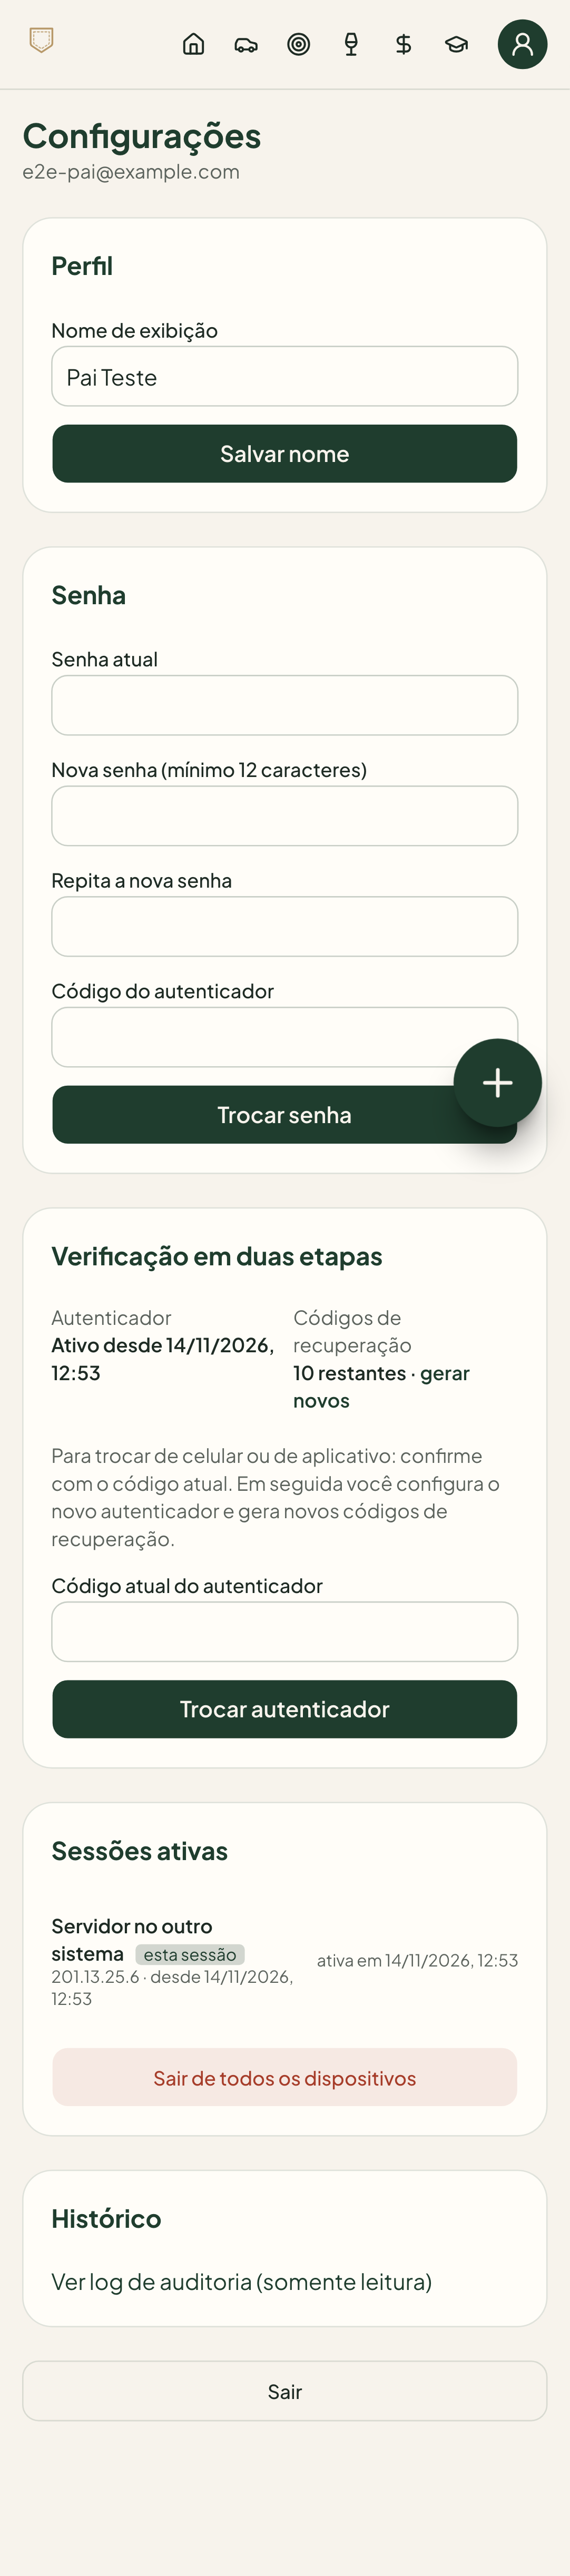 Configurações
e2e-pai@example.com
Perfil
Nome de exibição
Pai Teste
Salvar nome
Senha
Senha atual
Nova senha (mínimo 12 caracteres)
Repita a nova senha
Código do autenticador
Trocar senha
Verificação em duas etapas
Autenticador
Ativo desde 14/11/2026,
12:53
Códigos de
recuperação
10 restantes · gerar
novos
Para trocar de celular ou de aplicativo: confirme
com o código atual. Em seguida você configura o
novo autenticador e gera novos códigos de
recuperação.
Código atual do autenticador
Trocar autenticador
Sessões ativas
Servidor no outro
sistema esta sessão
201.13.25.6 · desde 14/11/2026,
12:53
ativa em 14/11/2026, 12:53
Sair de todos os dispositivos
Histórico
Ver log de auditoria (somente leitura)
Sair